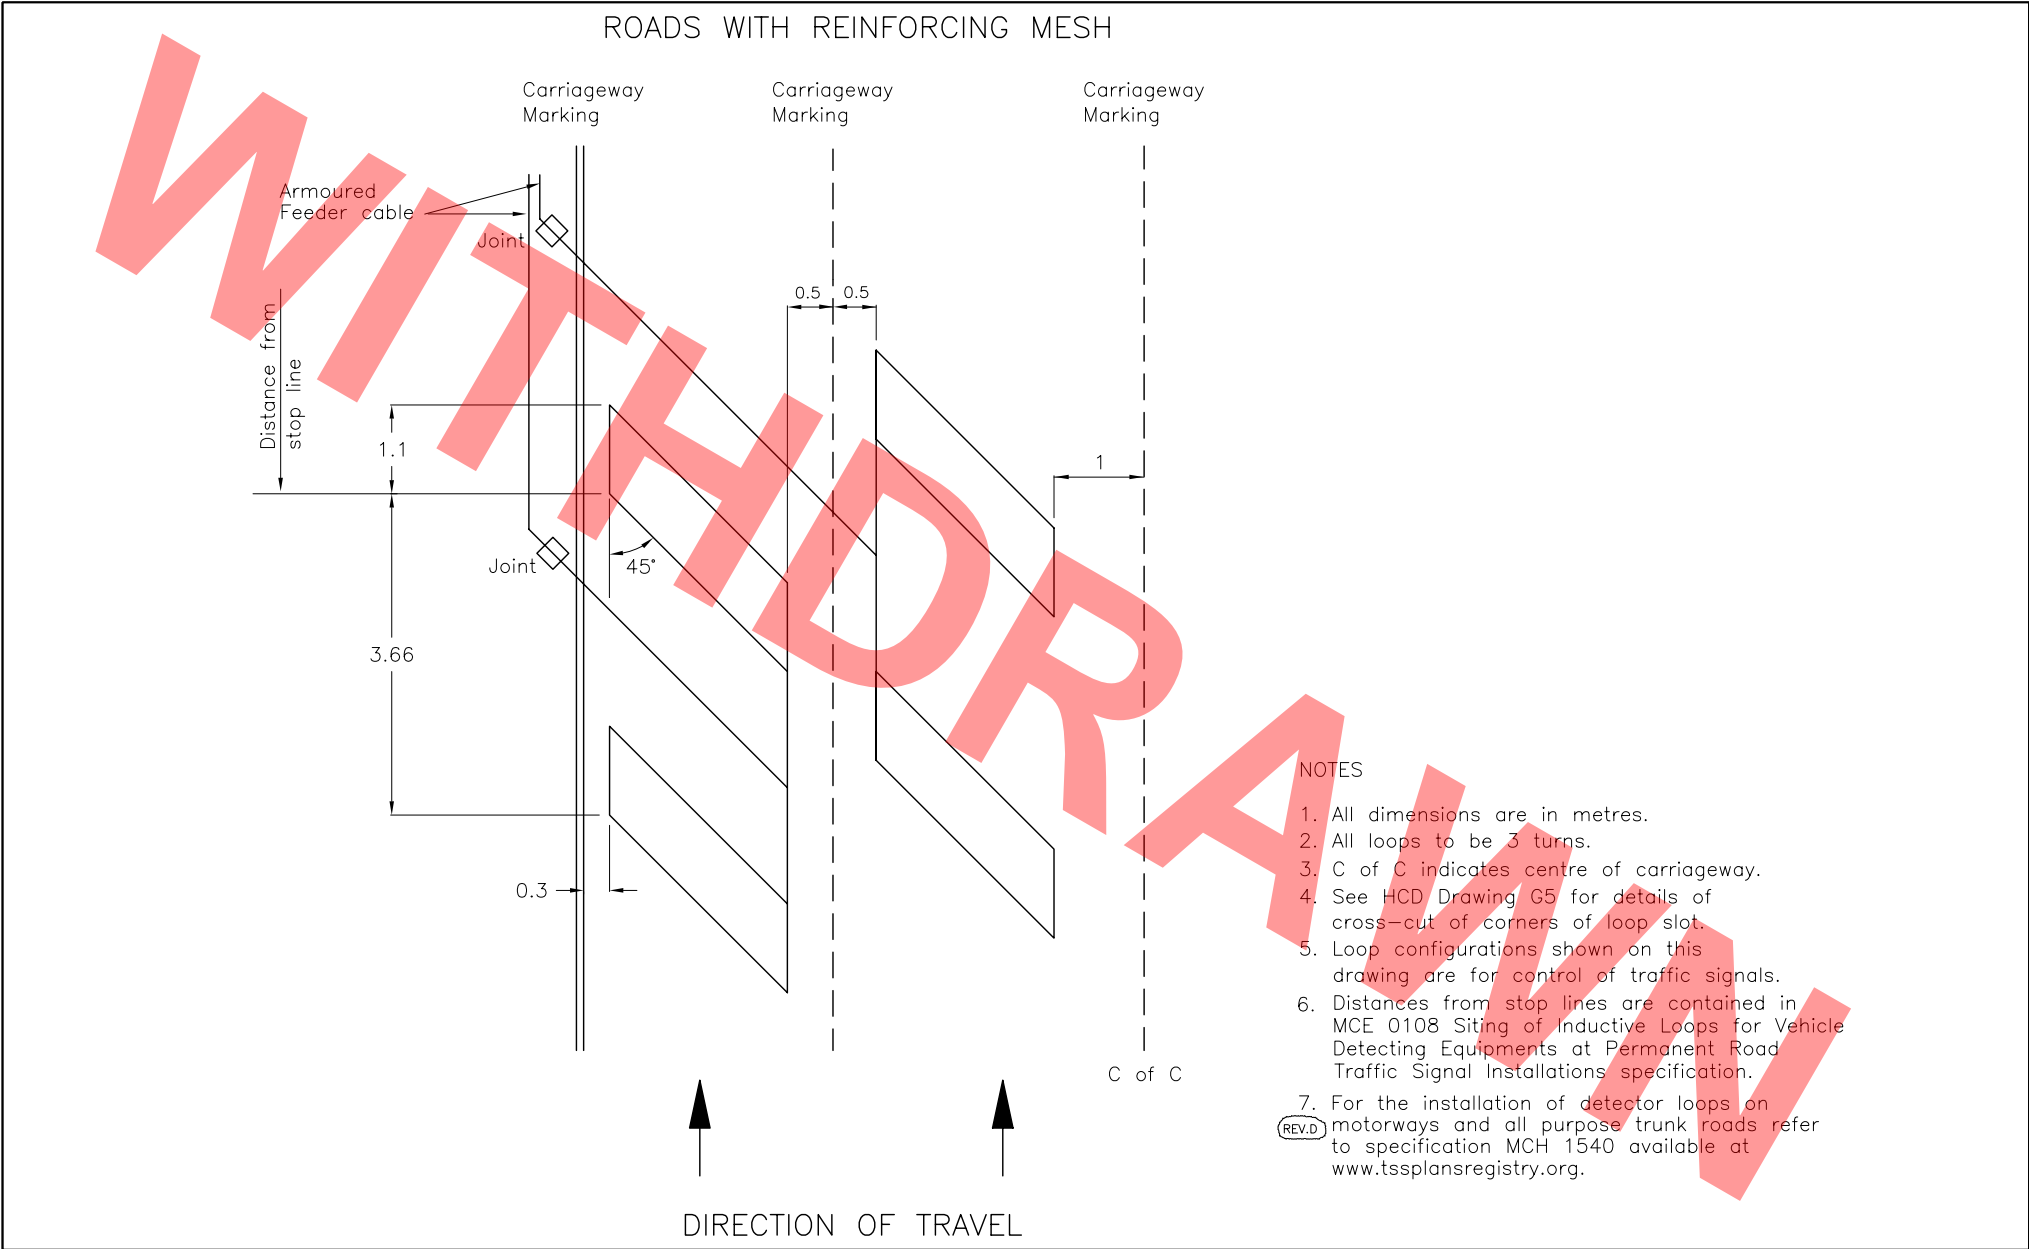 ROADS WITH REINFORCING MESH
Carriageway
Marking
Carriageway
Marking
Carriageway
Marking
Armoured
Feeder cable
Joint
0.5
0.5
Distance from
stop line
1.1
1
45°
Joint
3.66
0.3
C of C
DIRECTION OF TRAVEL
NOTES
1. All dimensions are in metres.
2. All loops to be 3 turns.
3. C of C indicates centre of carriageway.
4. See HCD Drawing G5 for details of
cross-cut of corners of loop slot.
5. Loop configurations shown on this
drawing are for control of traffic signals.
6. Distances from stop lines are contained in
MCE 0108 Siting of Inductive Loops for Vehicle
Detecting Equipments at Permanent Road
Traffic Signal Installations specification.
7. For the installation of detector loops on
REV.D motorways and all purpose trunk roads refer
to specification MCH 1540 available at
www.tssplansregistry.org.
WITHDRAWN